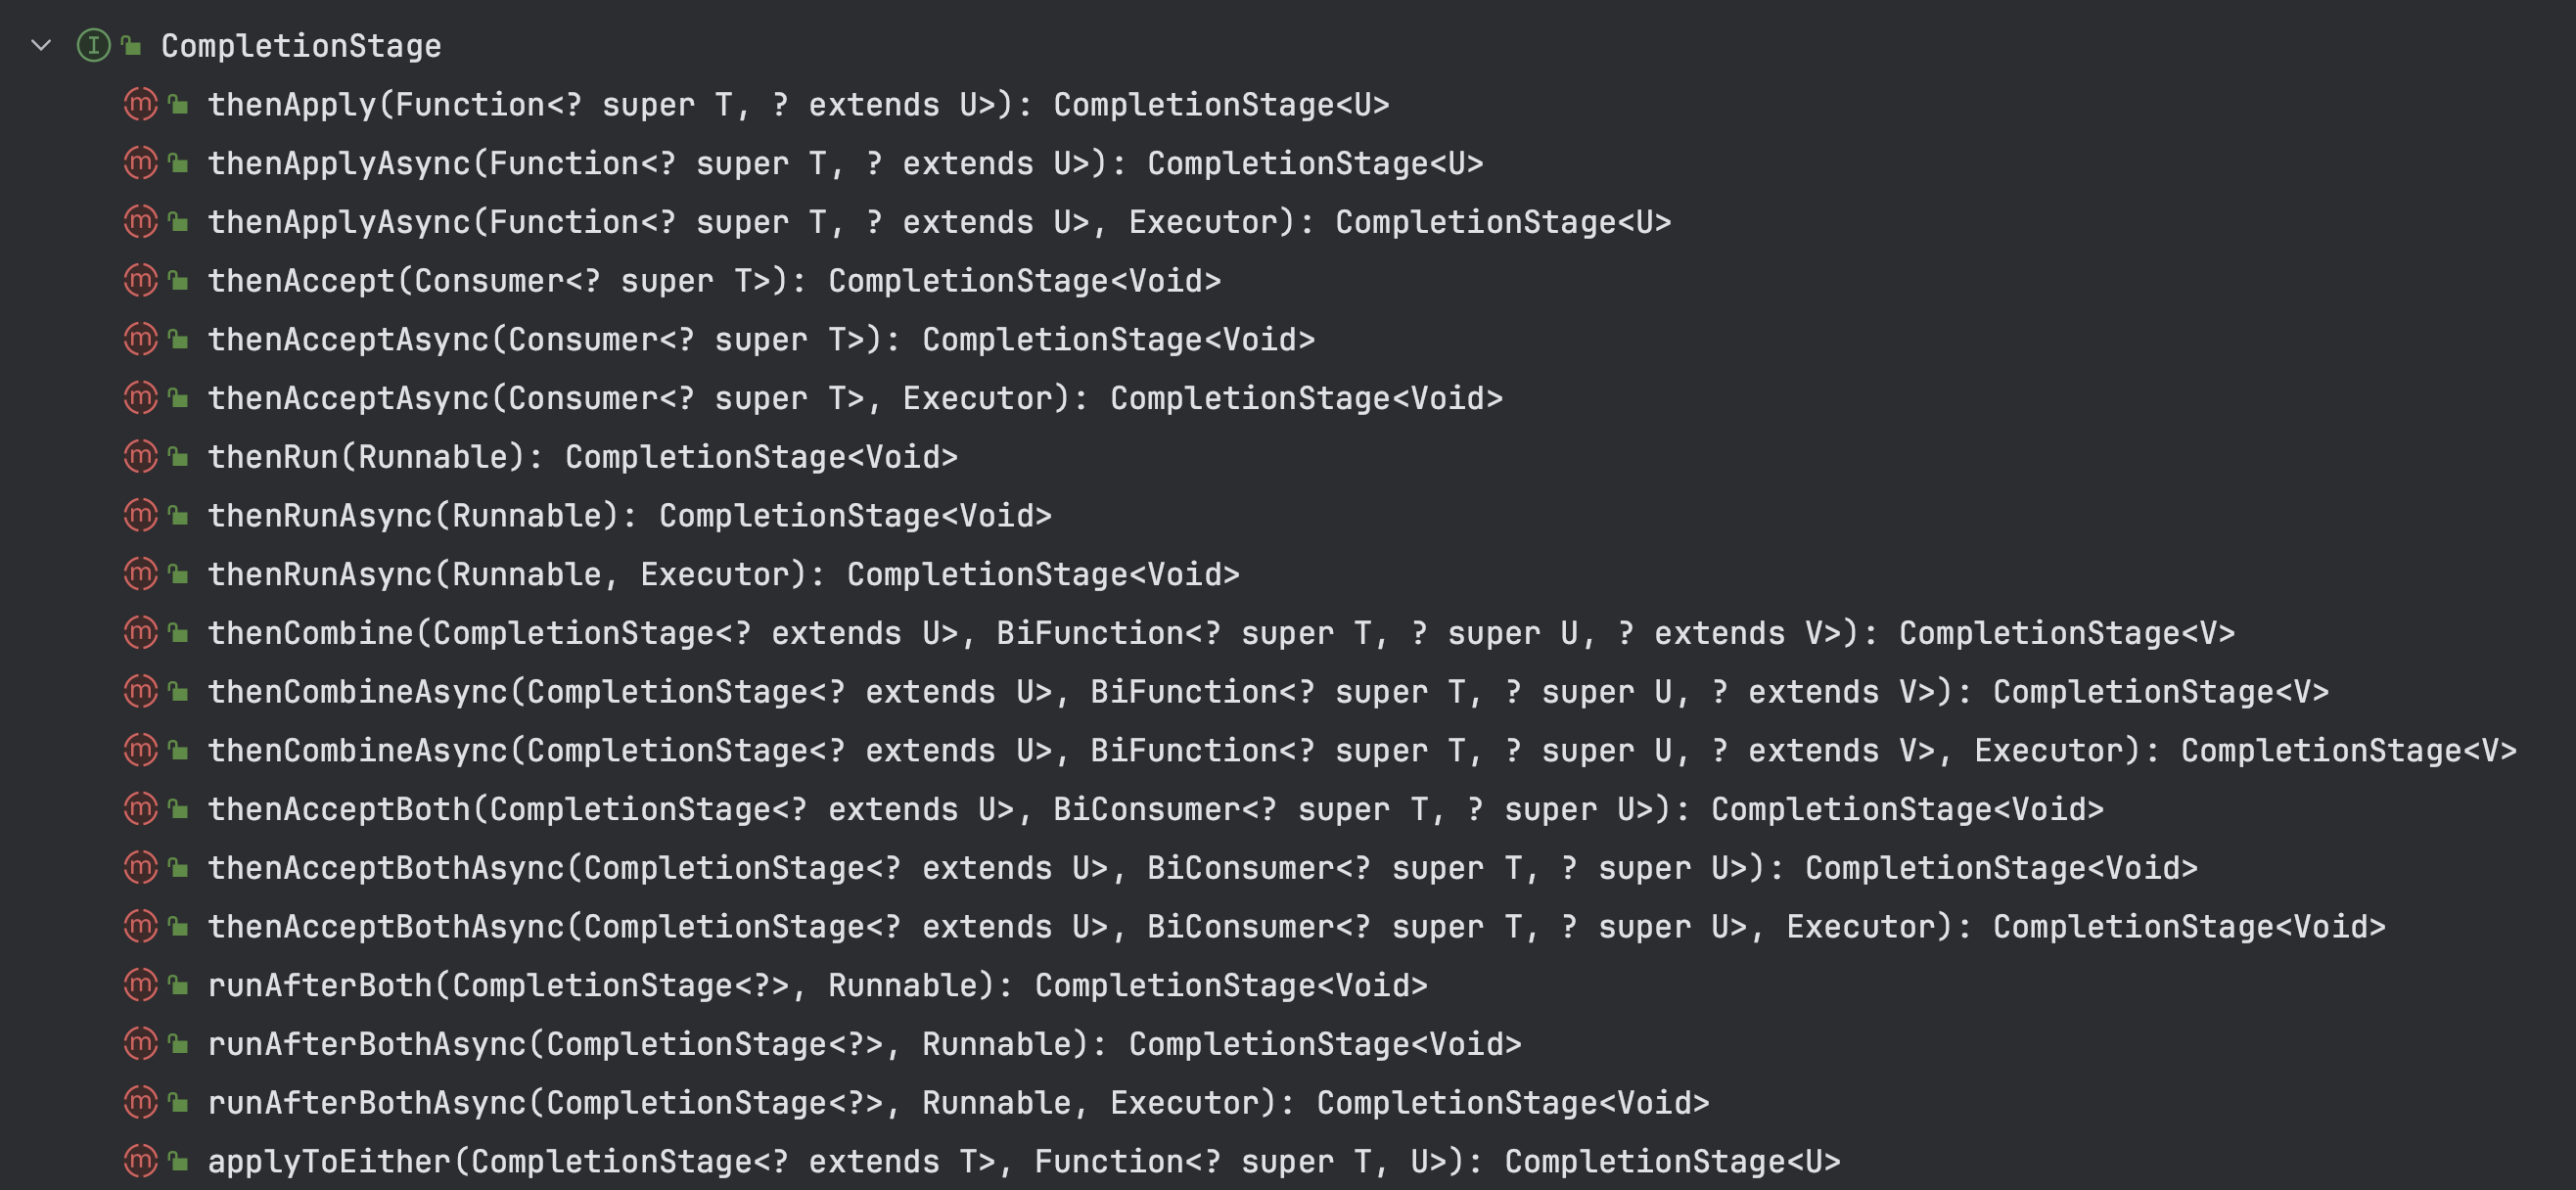 CompletionStage
thenApply(Function<? super T, ? extends U>): CompletionStage<U>
thenApplyAsync(Function<? super T, ? extends U>): CompletionStage<U>
thenApplyAsync(Function<? super T, ? extends U>, Executor): CompletionStage<U>
thenAccept(Consumer<? super T>): CompletionStage<Void>
thenAcceptAsync(Consumer<? super T>): CompletionStage<Void>
thenAcceptAsync(Consumer<? super T>, Executor): CompletionStage<Void>
thenRun(Runnable): CompletionStage<Void>
thenRunAsync(Runnable): CompletionStage<Void>
thenRunAsync(Runnable, Executor): CompletionStage<Void>
thenCombine(CompletionStage<? extends U>, BiFunction<? super T, ? super U, ? extends V>): CompletionStage<V>
thenCombineAsync(CompletionStage<? extends U>, BiFunction<? super T, ? super U, ? extends V>): CompletionStage<V>
thenCombineAsync(CompletionStage<? extends U>, BiFunction<? super T, ? super U, ? extends V>, Executor): CompletionStage<V>
thenAcceptBoth(CompletionStage<? extends U>, BiConsumer<? super T, ? super U>): CompletionStage<Void>
thenAcceptBothAsync(CompletionStage<? extends U>, BiConsumer<? super T, ? super U>): CompletionStage<Void>
thenAcceptBothAsync(CompletionStage<? extends U>, BiConsumer<? super T, ? super U>, Executor): CompletionStage<Void>
runAfterBoth(CompletionStage<?>, Runnable): CompletionStage<Void>
runAfterBothAsync(CompletionStage<?>, Runnable): CompletionStage<Void>
runAfterBothAsync(CompletionStage<?>, Runnable, Executor): CompletionStage<Void>
applyToEither(CompletionStage<? extends T>, Function<? super T, U>): CompletionStage<U>